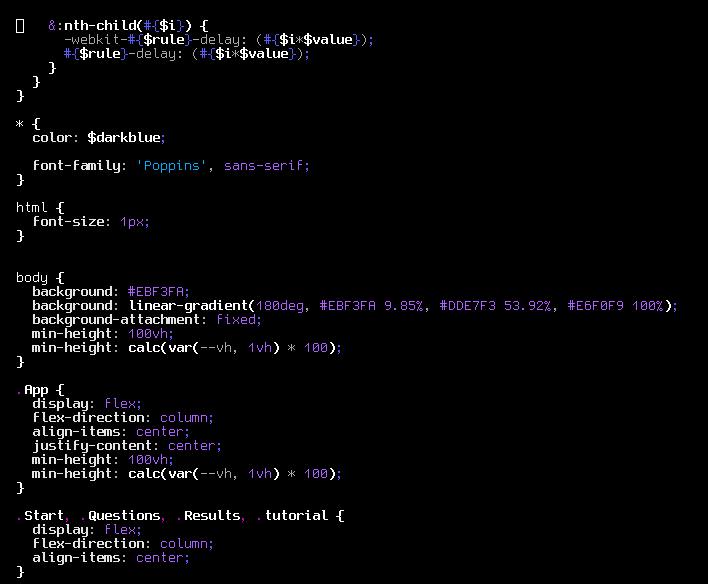 &:nth-child(#{$i}) {
-webkit-#{$rule}-delay: (#{$i*$value});
#{$rule}-delay: (#{$i*$value});
}
}
}
* {
color: $darkblue;
font-family: 'Poppins', sans-serif;
}
html {
font-size: 1px;
}
body {
background: #EBF3FA;
background: linear-gradient(180deg, #EBF3FA 9.85%, #DDE7F3 53.92%, #E6F0F9 100%);
background-attachment: fixed;
min-height: 100vh;
min-height: calc(var(--vh, 1vh) * 100);
}
.App {
display: flex;
flex-direction: column;
align-items: center;
justify-content: center;
min-height: 100vh;
min-height: calc(var(--vh, 1vh) * 100);
}
.Start, .Questions, .Results, .tutorial {
display: flex;
flex-direction: column;
align-items: center;
}